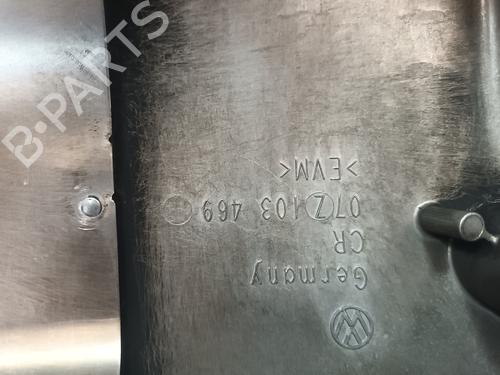 Germany
CR
07Z 103 469
>EVM<
B-PARTS